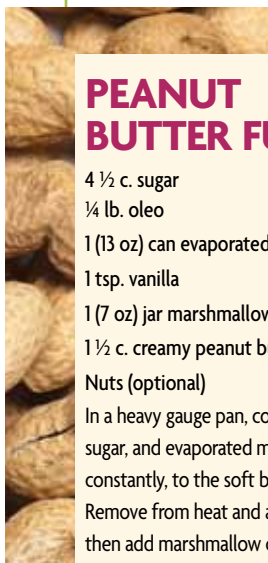 PEANUT
BUTTER FU
4 ½ c. sugar
¼ lb. oleo
1 (13 oz) can evaporated
1 tsp. vanilla
1 (7 oz) jar marshmallow
1 ½ c. creamy peanut bu
Nuts (optional)
In a heavy gauge pan, co
sugar, and evaporated m
constantly, to the soft b
Remove from heat and a
then add marshmallow c